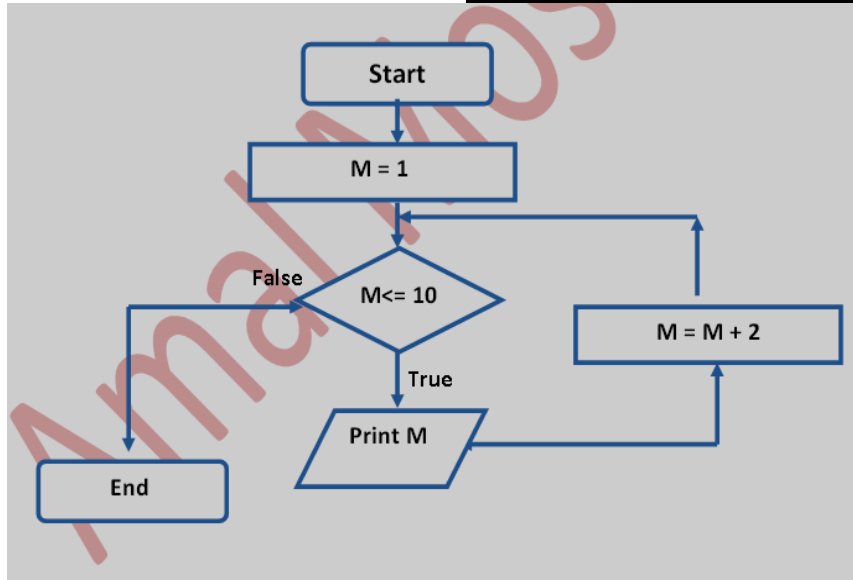 Start
M = 1
False
M<= 10
M = M + 2
True
Print M
End
Amal Mos